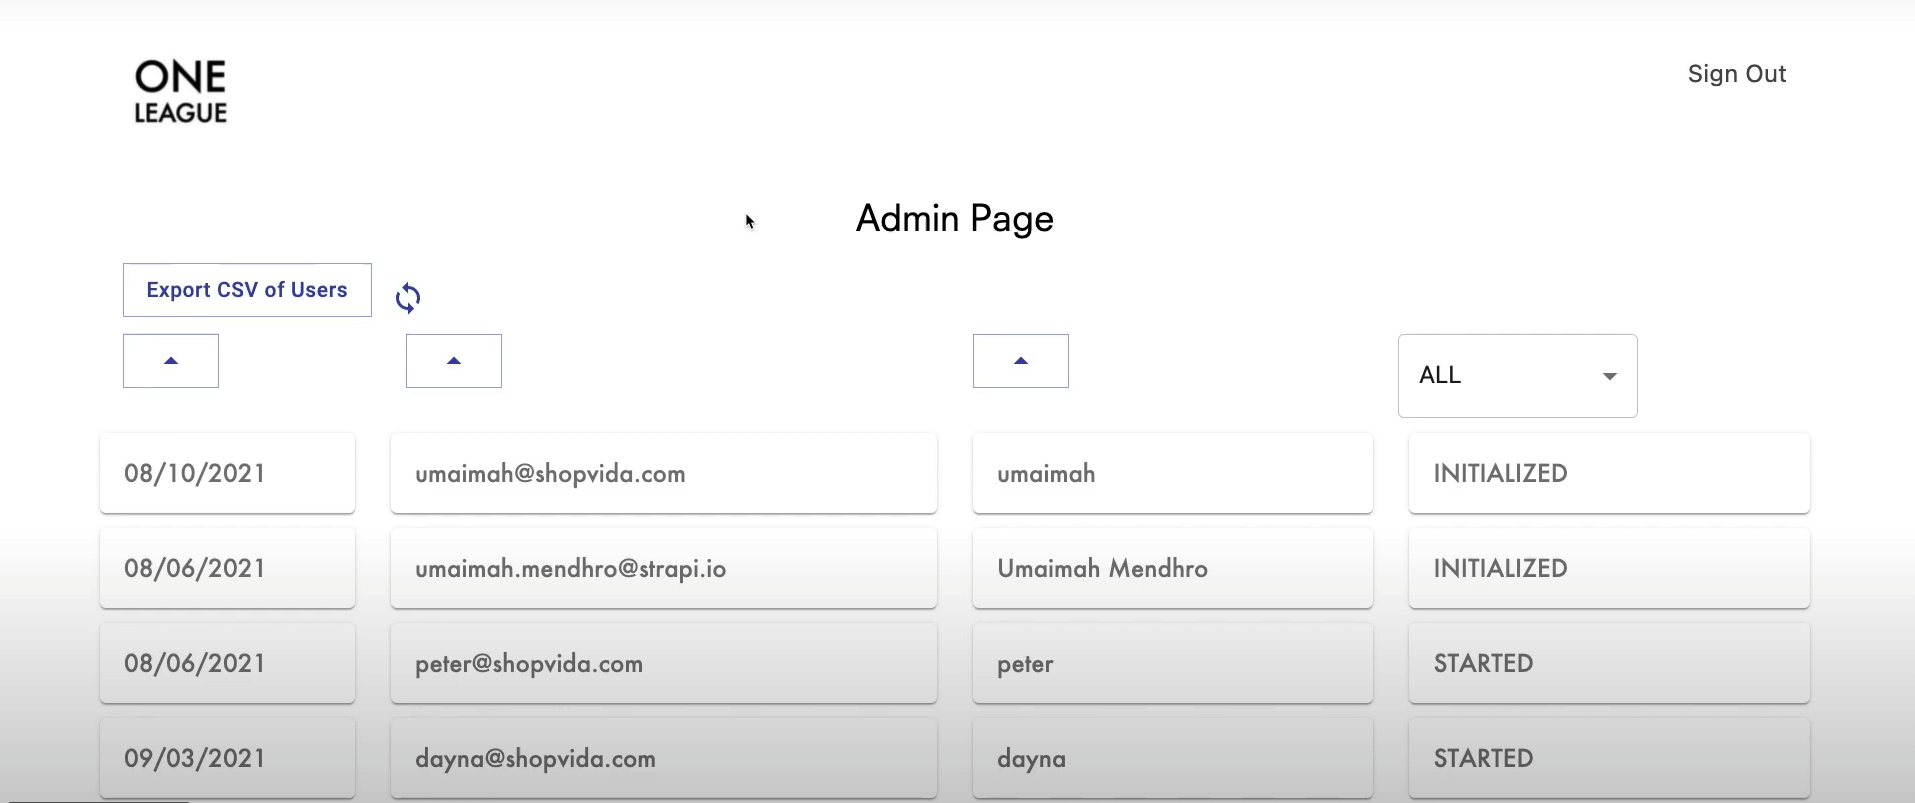 ONE
LEAGUE
Sign Out
Admin Page
Export CSV of Users
ALL
08/10/2021 umaimah@shopvida.com umaimah INITIALIZED
08/06/2021 umaimah.mendhro@strapi.io Umaimah Mendhro INITIALIZED
08/06/2021 peter@shopvida.com peter STARTED
09/03/2021 dayna@shopvida.com dayna STARTED